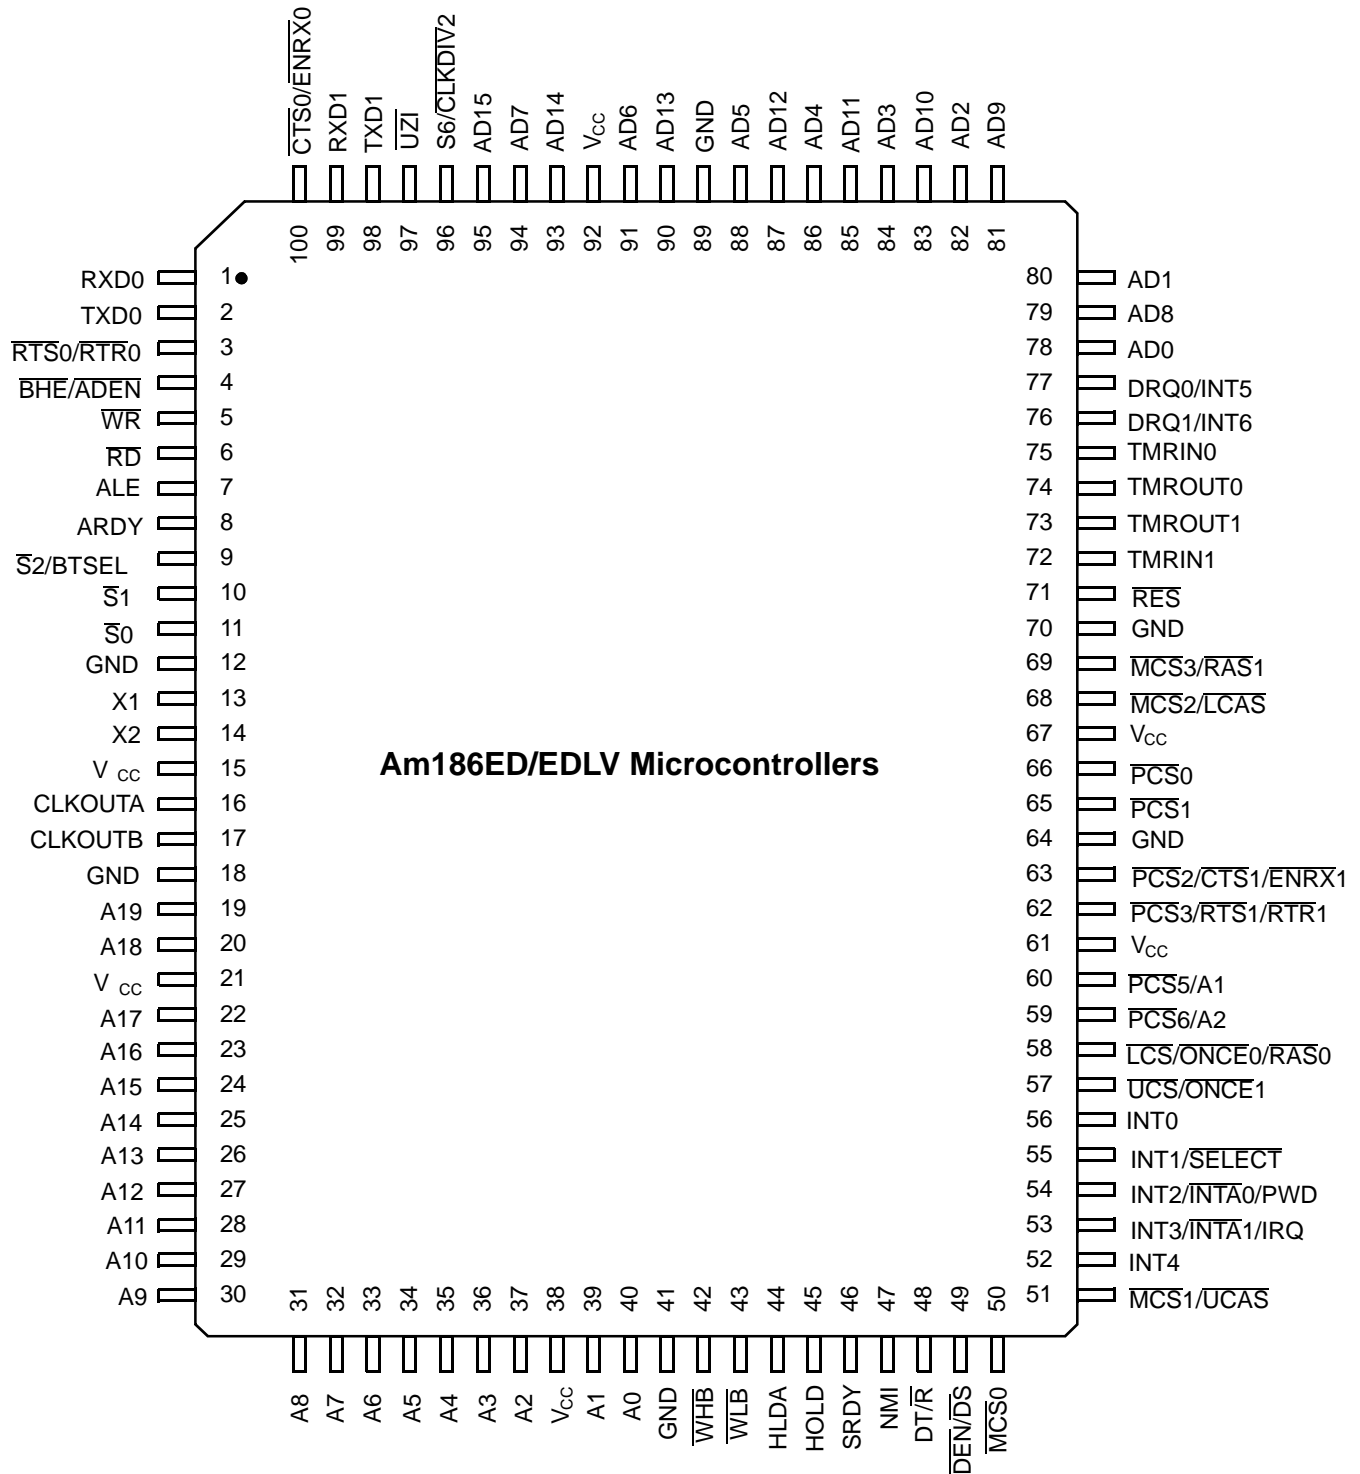 CTS0/ENRX0
RXD1
TXD1
UZI
S6/CLKDIV2
AD15
AD7
AD14
VCC
AD6
AD13
GND
AD5
AD12
AD4
AD11
AD3
AD10
AD2
AD9
100 99 98 97 96 95 94 93 92 91 90 89 88 87 86 85 84 83 82 81
RXD0 1
TXD0 2
RTS0/RTR0 3
BHE/ADEN 4
WR 5
RD 6
ALE 7
ARDY 8
S2/BTSEL 9
S1 10
S0 11
GND 12
X1 13
X2 14
V CC 15
CLKOUTA 16
CLKOUTB 17
GND 18
A19 19
A18 20
V CC 21
A17 22
A16 23
A15 24
A14 25
A13 26
A12 27
A11 28
A10 29
A9 30
Am186ED/EDLV Microcontrollers
80 AD1
79 AD8
78 AD0
77 DRQ0/INT5
76 DRQ1/INT6
75 TMRIN0
74 TMROUT0
73 TMROUT1
72 TMRIN1
71 RES
70 GND
69 MCS3/RAS1
68 MCS2/LCAS
67 VCC
66 PCS0
65 PCS1
64 GND
63 PCS2/CTS1/ENRX1
62 PCS3/RTS1/RTR1
61 VCC
60 PCS5/A1
59 PCS6/A2
58 LCS/ONCE0/RAS0
57 UCS/ONCE1
56 INT0
55 INT1/SELECT
54 INT2/INTA0/PWD
53 INT3/INTA1/IRQ
52 INT4
51 MCS1/UCAS
31 32 33 34 35 36 37 38 39 40 41 42 43 44 45 46 47 48 49 50
A8
A7
A6
A5
A4
A3
A2
VCC
A1
A0
GND
WHB
WLB
HLDA
HOLD
SRDY
NMI
DT/R
DEN/DS
MCS0